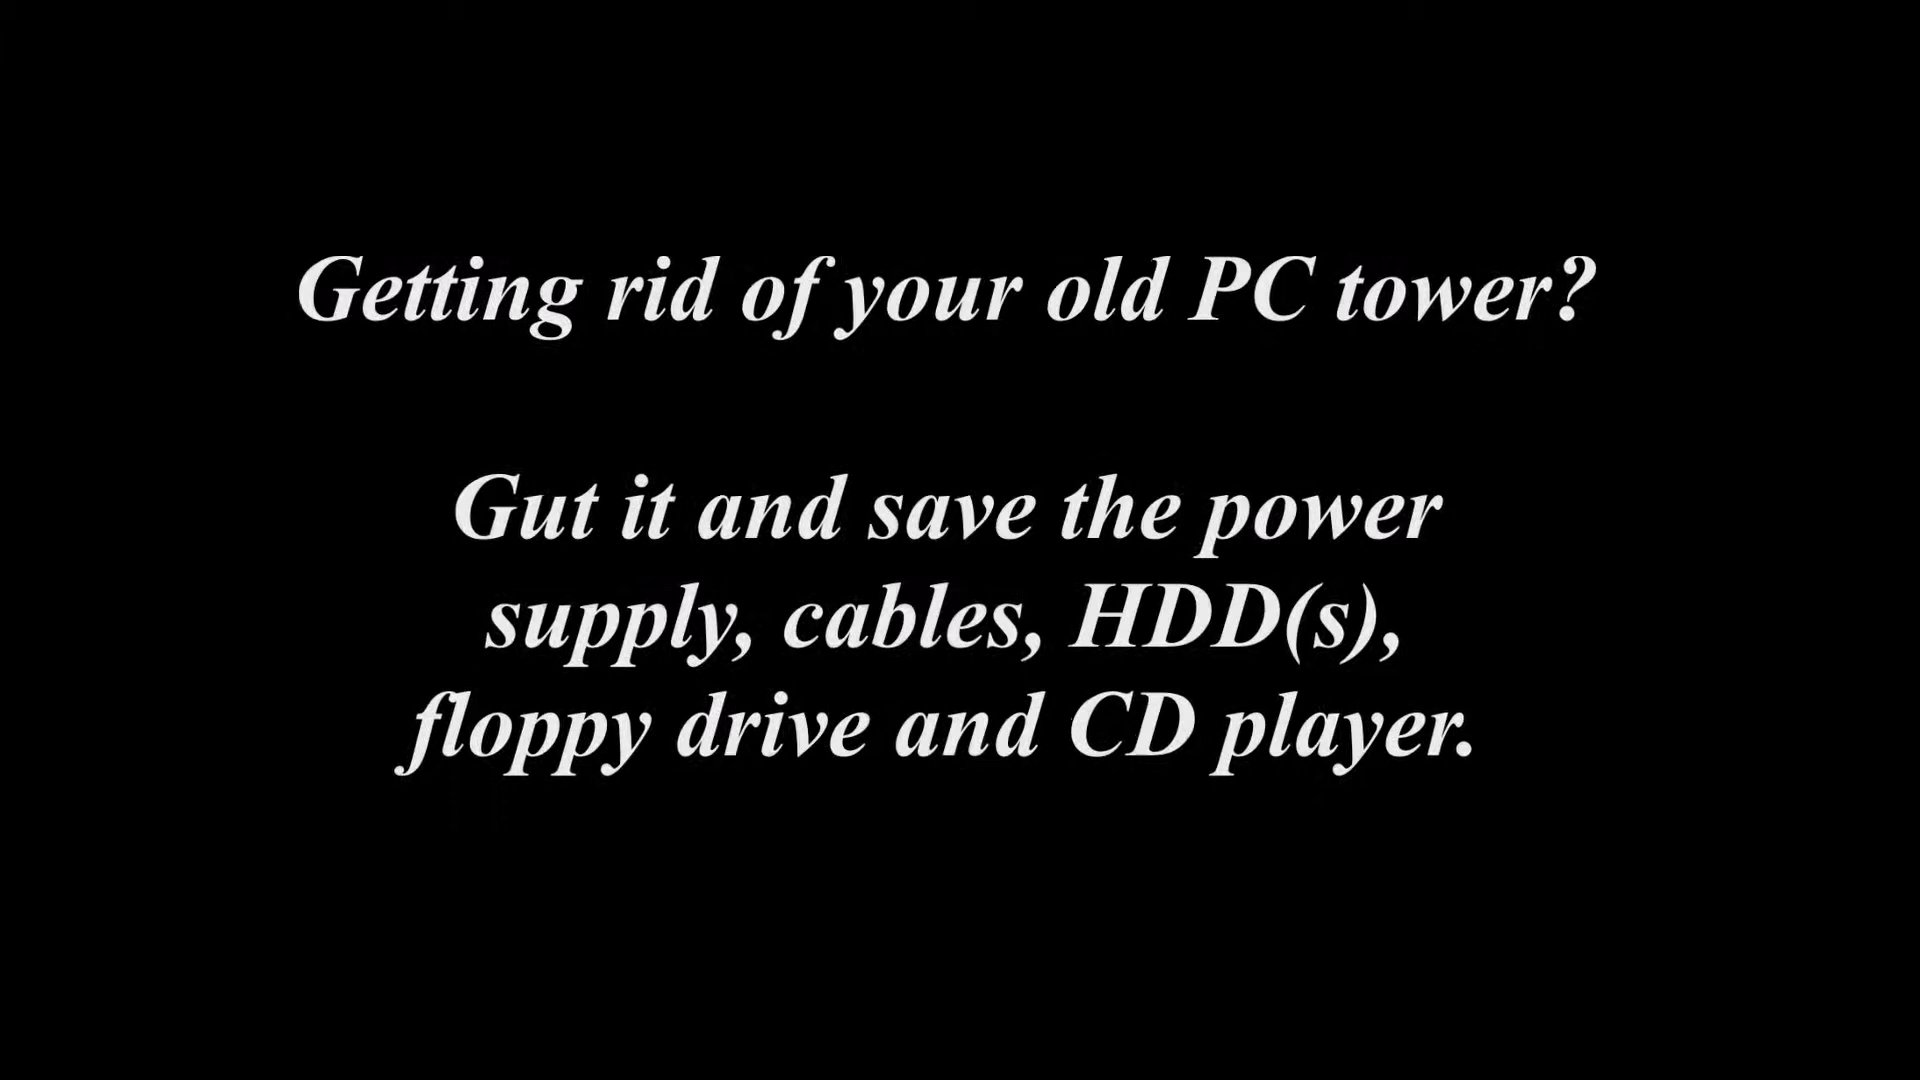 Getting rid of your old PC tower?
Gut it and save the power
supply, cables, HDD(s),
floppy drive and CD player.